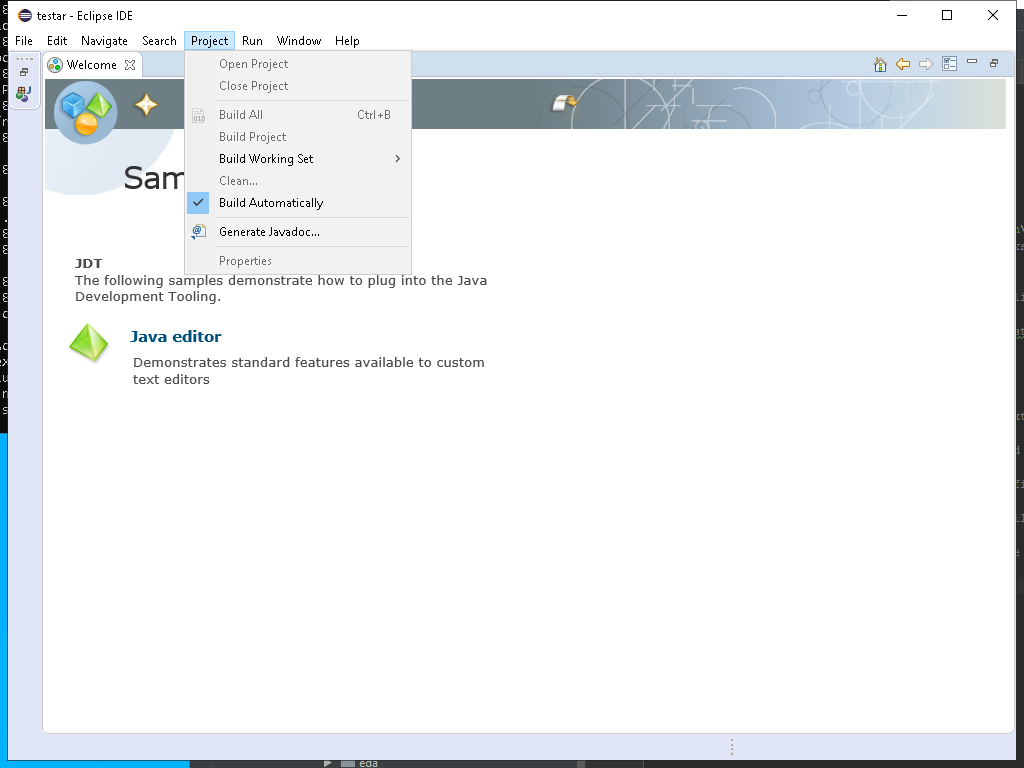 testar - Eclipse IDE
File Edit Navigate Search Project Run Window Help
Welcome
Open Project
Close Project
Build All Ctrl+B
Build Project
Build Working Set
Clean...
Build Automatically
Generate Javadoc...
Properties
Sam
JDT
The following samples demonstrate how to plug into the Java
Development Tooling.
Java editor
Demonstrates standard features available to custom
text editors
eda